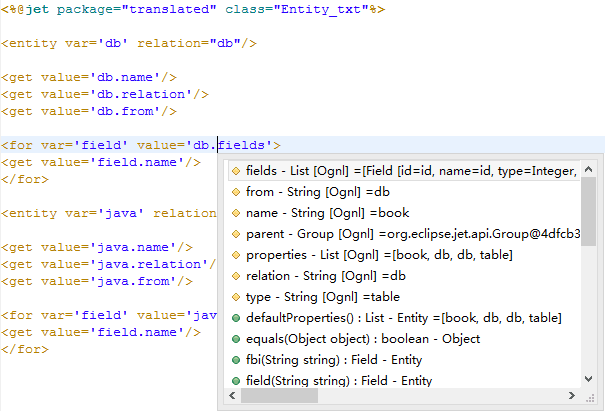 <%@jet package="translated" class="Entity_txt"%>
<entity var='db' relation="db"/>
<get value='db.name'/>
<get value='db.relation'/>
<get value='db.from'/>
<for var='field' value='db.fields'>
<get value='field.name'/>
</for>
<entity var='java' relation
<get value='java.name'/>
<get value='java.relation'/
<get value='java.from'/>
<for var='field' value='jav
<get value='field.name'/>
</for>
fields - List [Ognl] =[Field [id=id, name=id, type=Integer,
from - String [Ognl] =db
name - String [Ognl] =book
parent - Group [Ognl] =org.eclipse.jet.api.Group@4dfcb3
properties - List [Ognl] =[book, db, db, table]
relation - String [Ognl] =db
type - String [Ognl] =table
defaultProperties() : List - Entity =[book, db, db, table]
equals(Object object) : boolean - Object
fbi(String string) : Field - Entity
field(String string) : Field - Entity